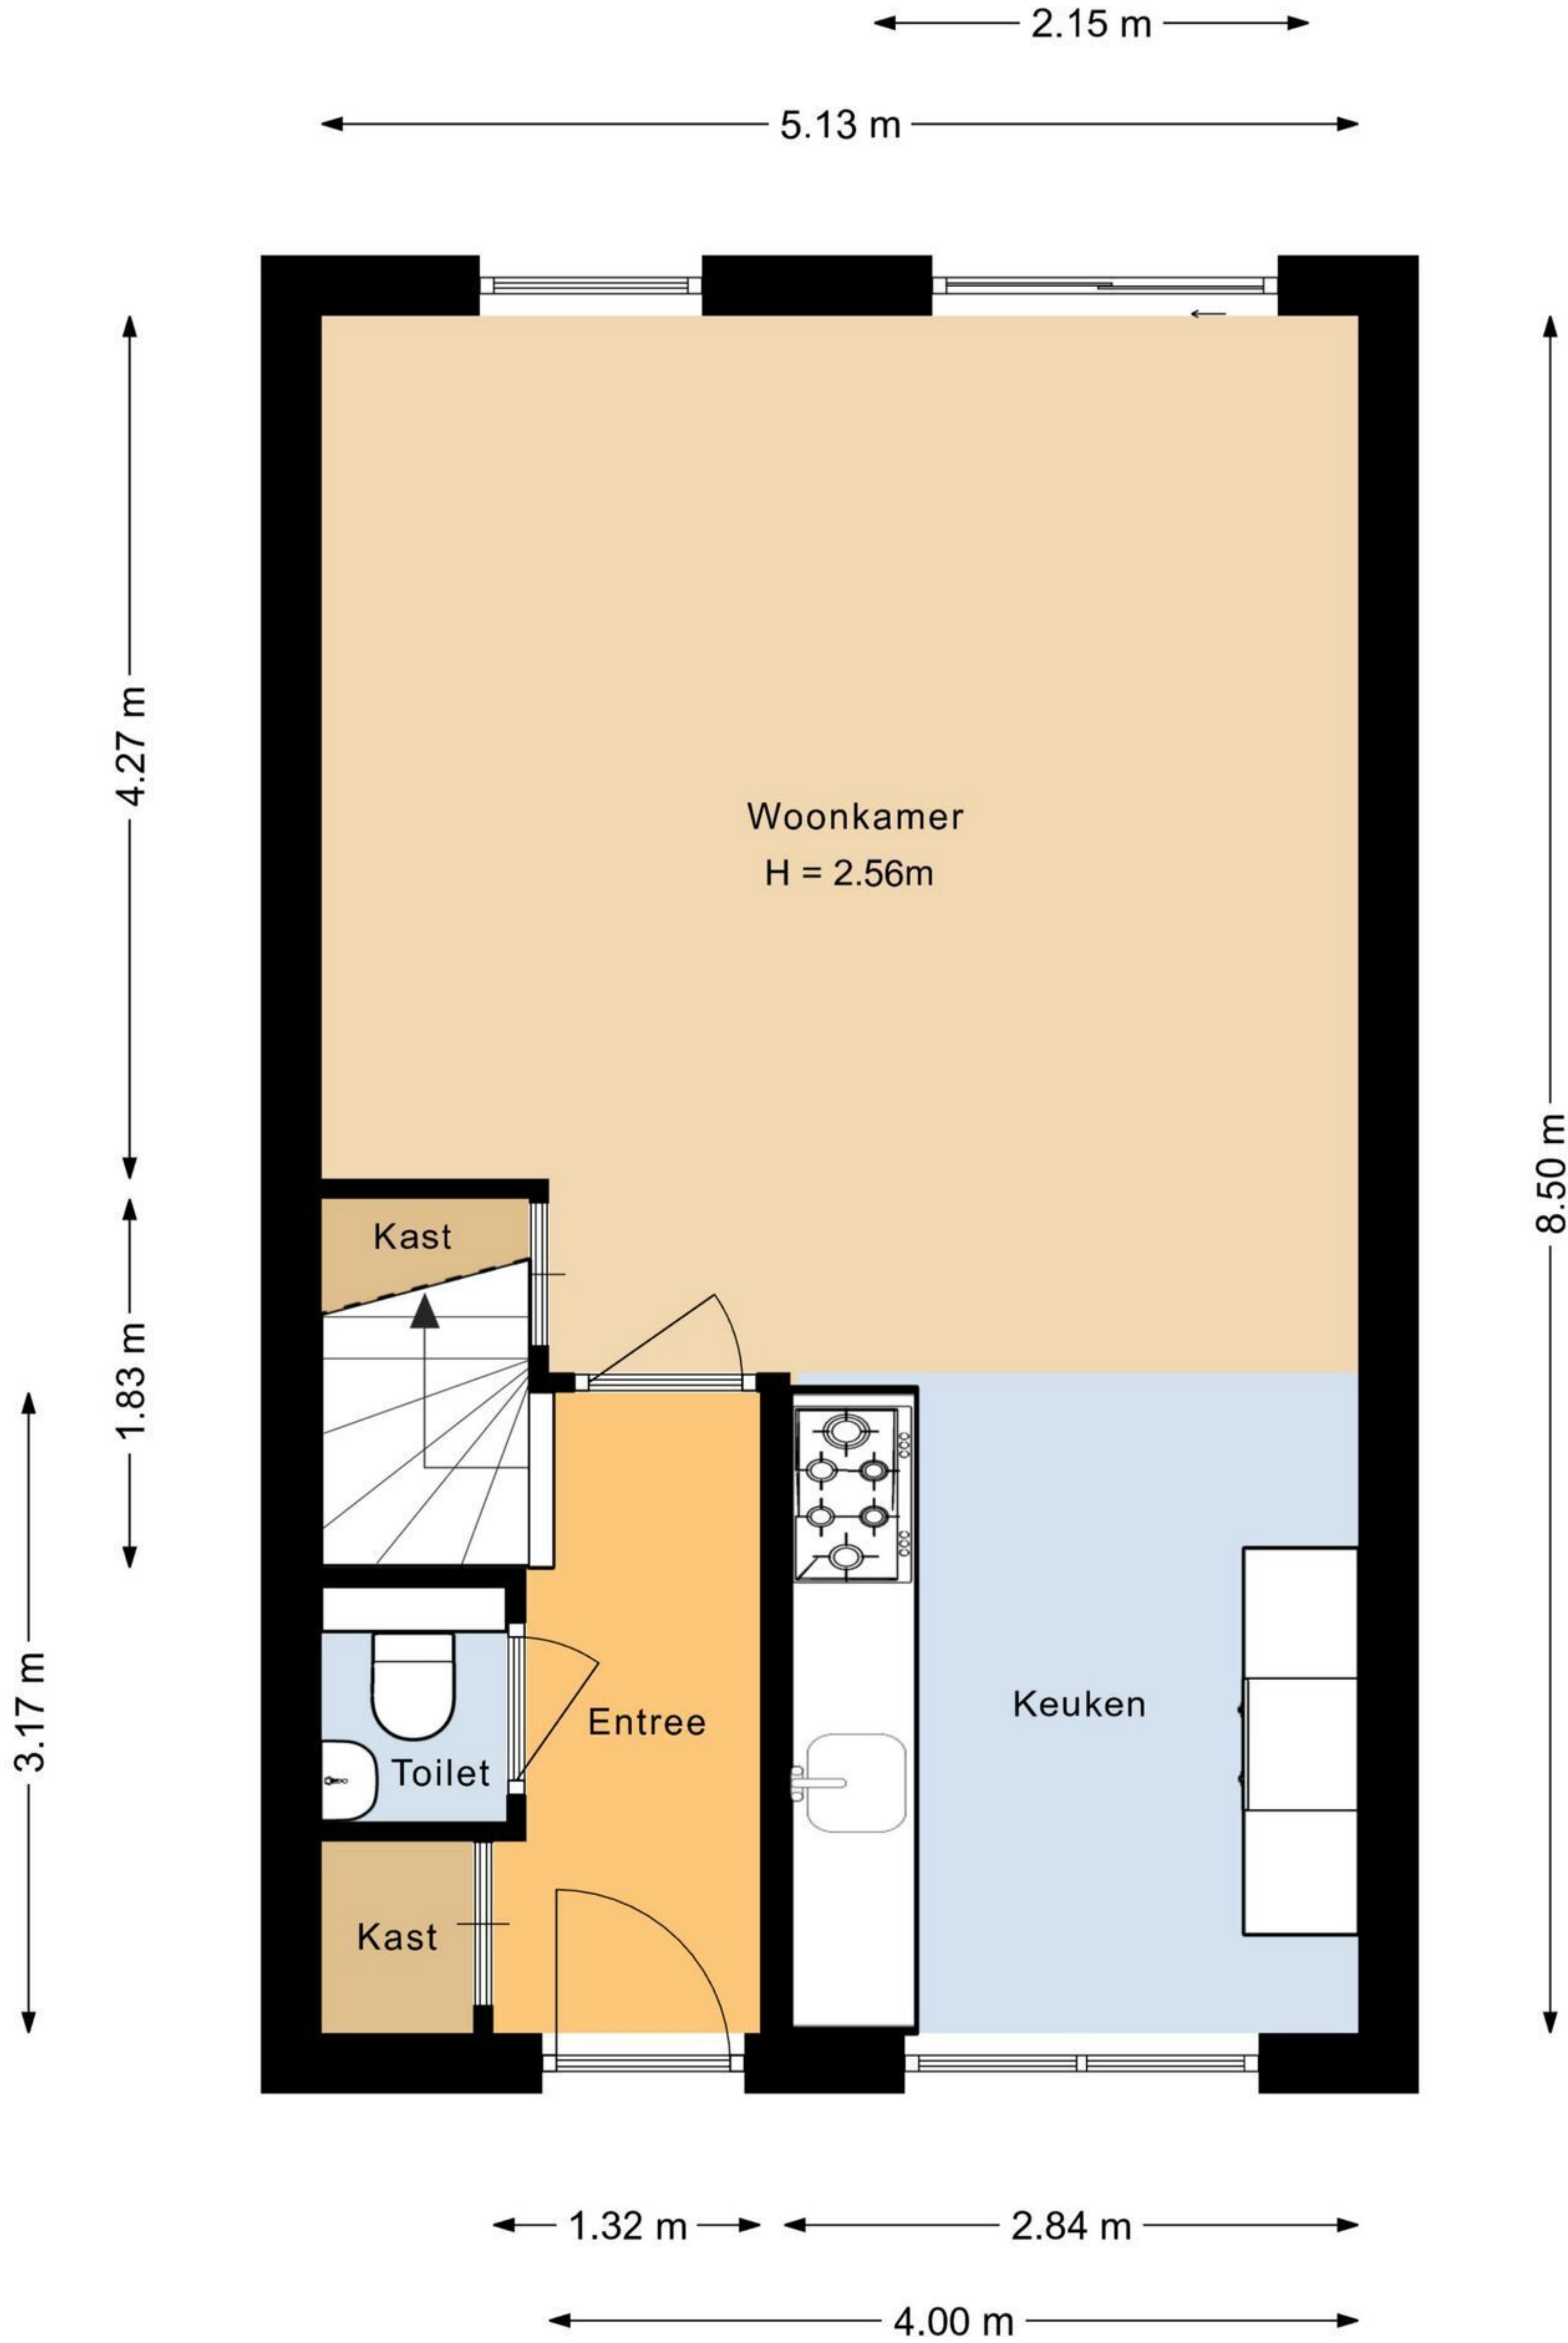 2.15 m
5.13 m
4.27 m
Woonkamer
H = 2.56m
8.50 m
Kast
1.83 m
3.17 m
Keuken
Entree
Toilet
Kast
1.32 m
2.84 m
4.00 m